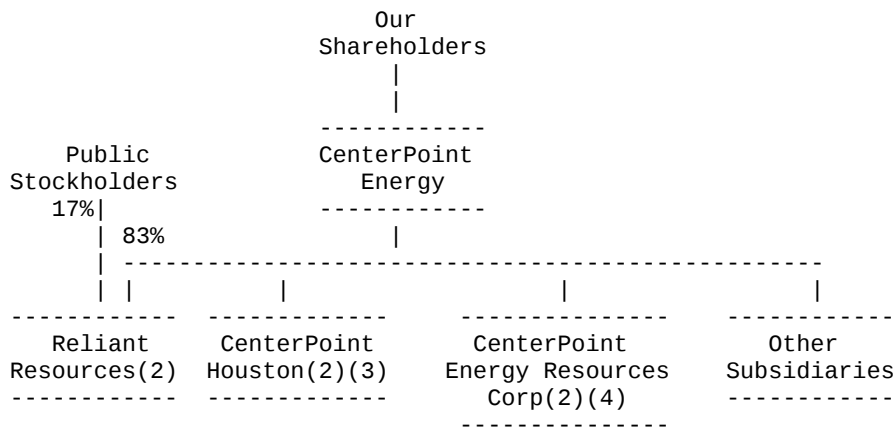 Our
Shareholders
|
|
------------
Public CenterPoint
Stockholders Energy
17%| ------------
| 83% |
| --------------------------------------------------
| | | | |
------------ ------------- --------------- ------------
Reliant CenterPoint CenterPoint Other
Resources(2) Houston(2)(3) Energy Resources Subsidiaries
------------ ------------- Corp(2)(4) ------------
---------------